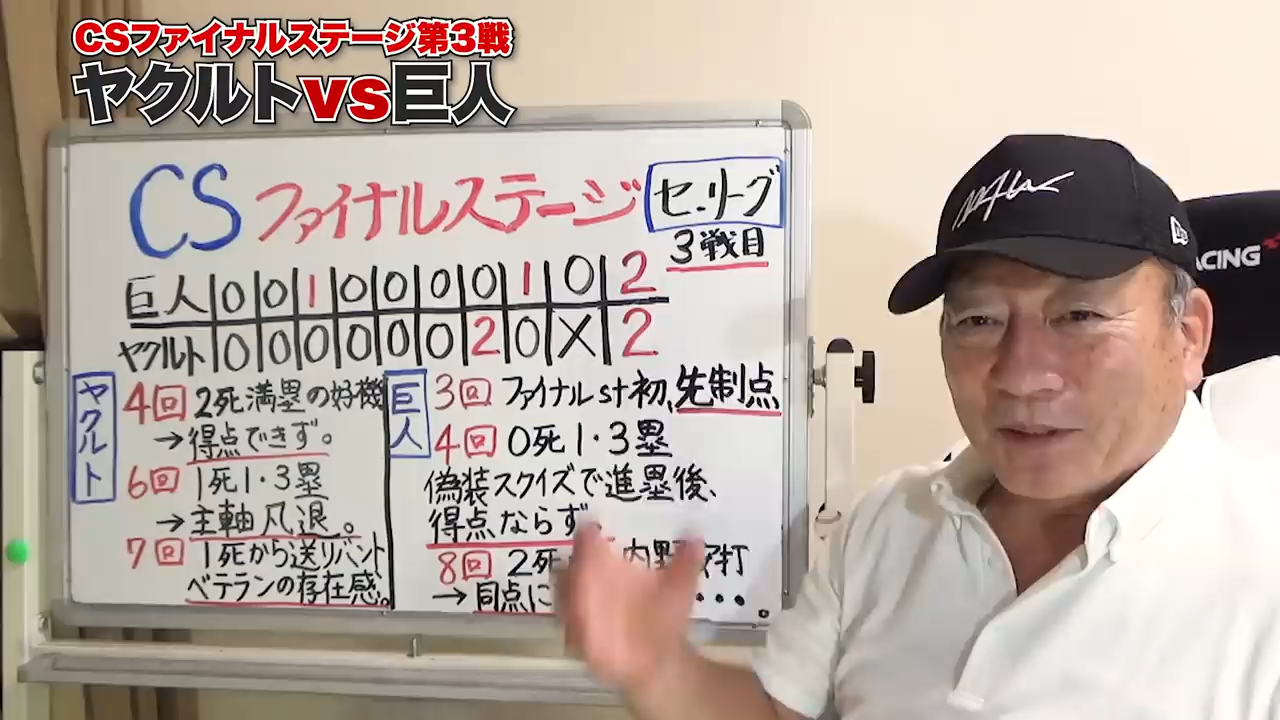 CSファイナルステージ第3戦
ヤクルトvs巨人
CSファイナルステージ セ・リーグ
3戦目
巨人 0 0 1 0 0 0 0 1 0 2
ヤクルト 0 0 0 0 0 0 2 0 X 2
ヤクルト
4回 2死満塁の好機
→得点できず。
6回 1死1・3塁
→主軸凡退。
7回 1死から送りバント
ベテランの存在感。
巨人
3回 ファイナルst初、先制点
4回 0死1・3塁
偽装スクイズで進塁後、
得点ならず
8回 2死 内野 打
→同点に
RACING